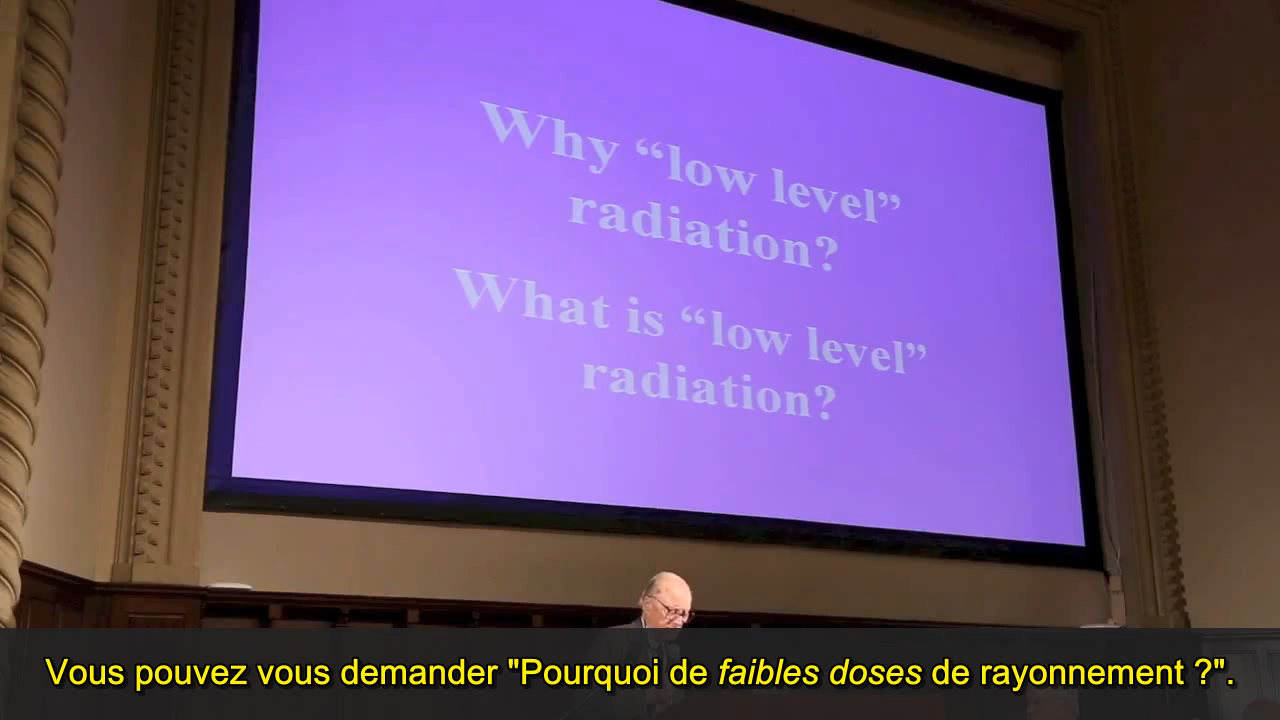 Why “low level”
radiation?
What is “low level”
radiation?
Vous pouvez vous demander "Pourquoi de faibles doses de rayonnement ?".